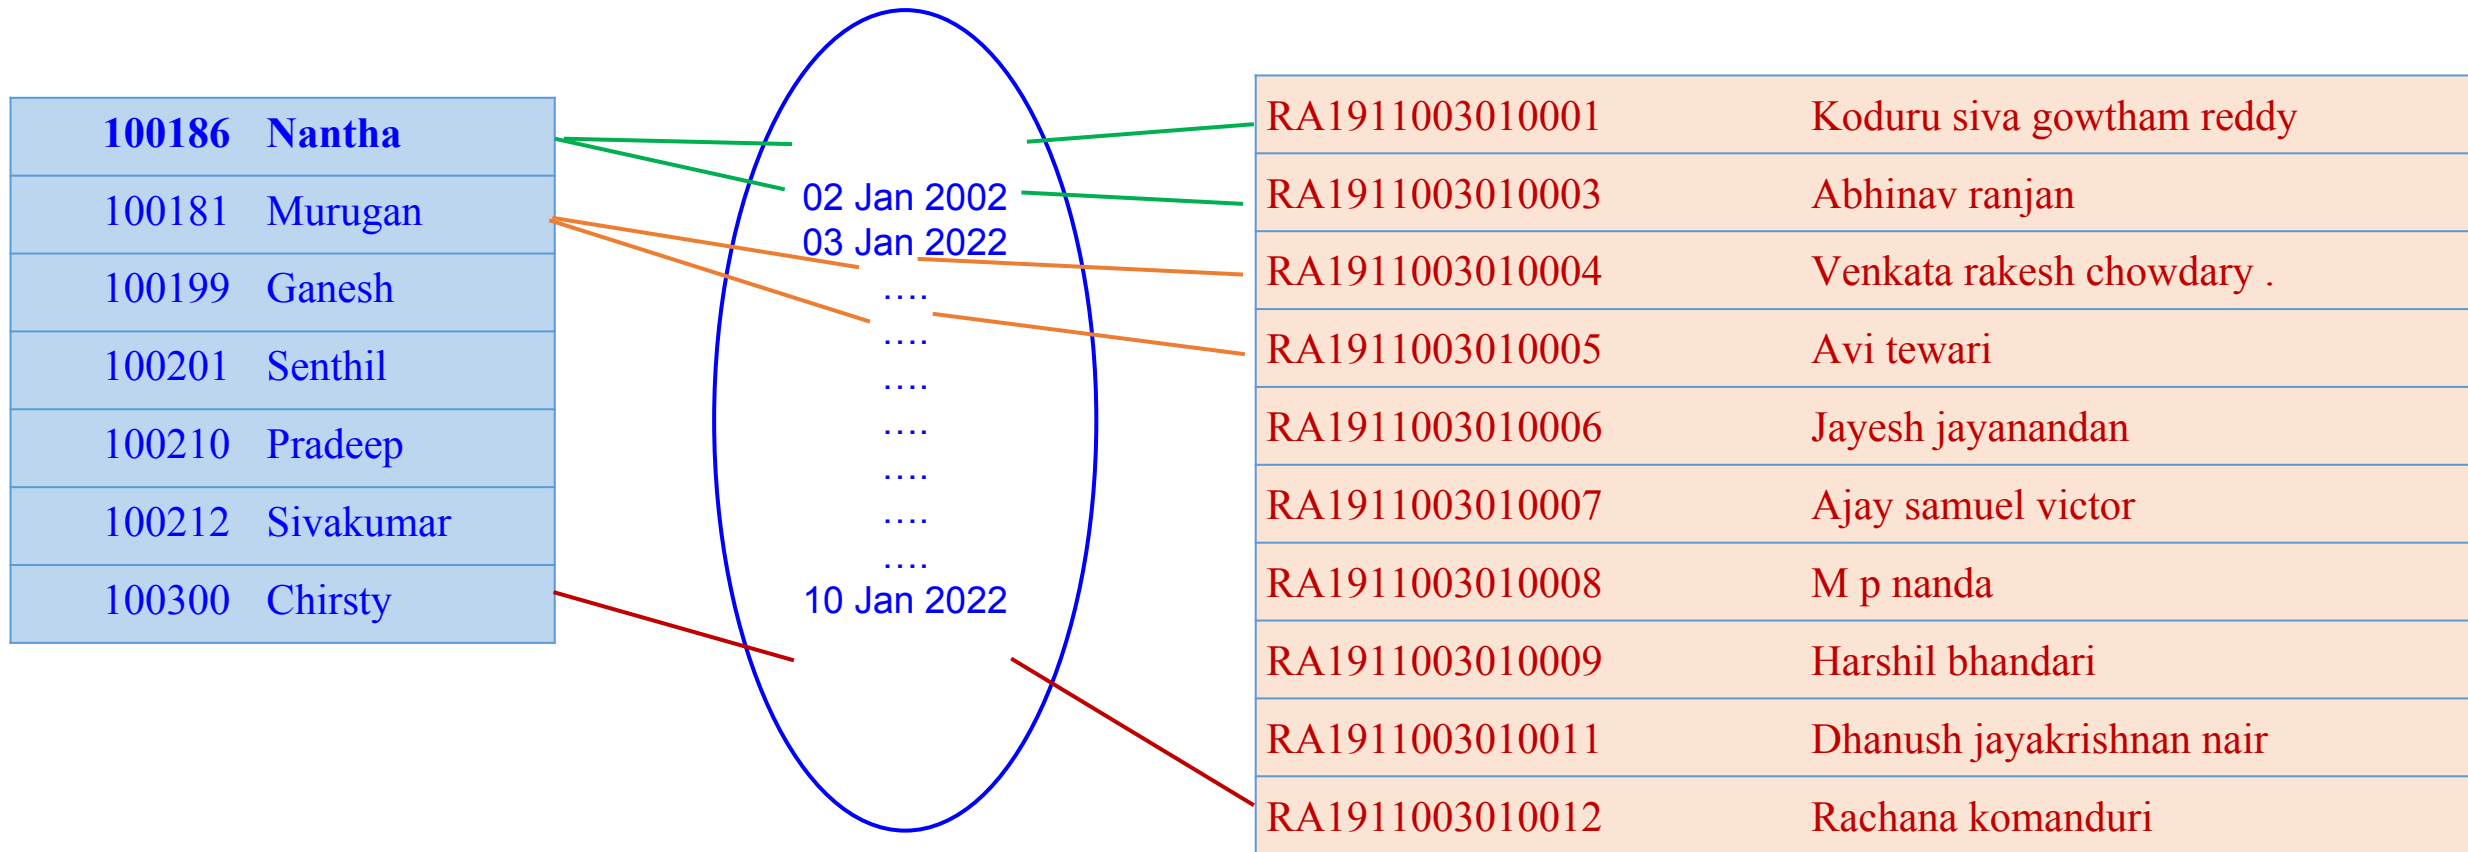 100186 Nantha
100181 Murugan
100199 Ganesh
100201 Senthil
100210 Pradeep
100212 Sivakumar
100300 Chirsty
02 Jan 2002
03 Jan 2022
....
....
....
....
....
....
....
10 Jan 2022
RA1911003010001 Koduru siva gowtham reddy
RA1911003010003 Abhinav ranjan
RA1911003010004 Venkata rakesh chowdary .
RA1911003010005 Avi tewari
RA1911003010006 Jayesh jayanandan
RA1911003010007 Ajay samuel victor
RA1911003010008 M p nanda
RA1911003010009 Harshil bhandari
RA1911003010011 Dhanush jayakrishnan nair
RA1911003010012 Rachana komanduri